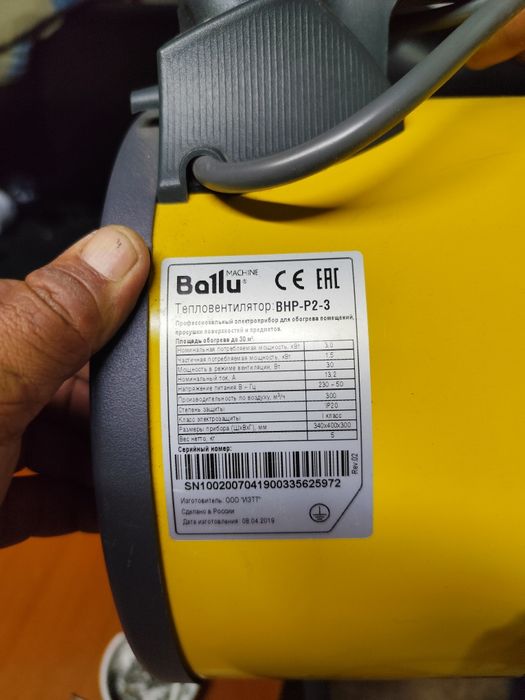 Ballu® MACHINE CE EAC
Тепловентилятор: BHP-P2-3
Профессиональный электроприбор для обогрева помещений,
просушки поверхностей и предметов.
Площадь обогрева до 30 м².
Номинальная потребляемая мощность, кВт 3,0
Частичная потребляемая мощность, кВт 1,5
Мощность в режиме вентиляции, Вт 30
Номинальный ток, А 13,2
Напряжение питания В ~ Гц 230 ~ 50
Производительность по воздуху, м³/ч 300
Степень защиты IP20
Класс электрозащиты I класс
Размеры прибора (ШхВхГ), мм 340x400x300
Вес нетто, кг 5
Серийный номер:
SN1002007041900335625972
Rev.02
Изготовитель: ООО "ИЗТТ"
Сделано в России
Дата изготовления: 08.04.2019